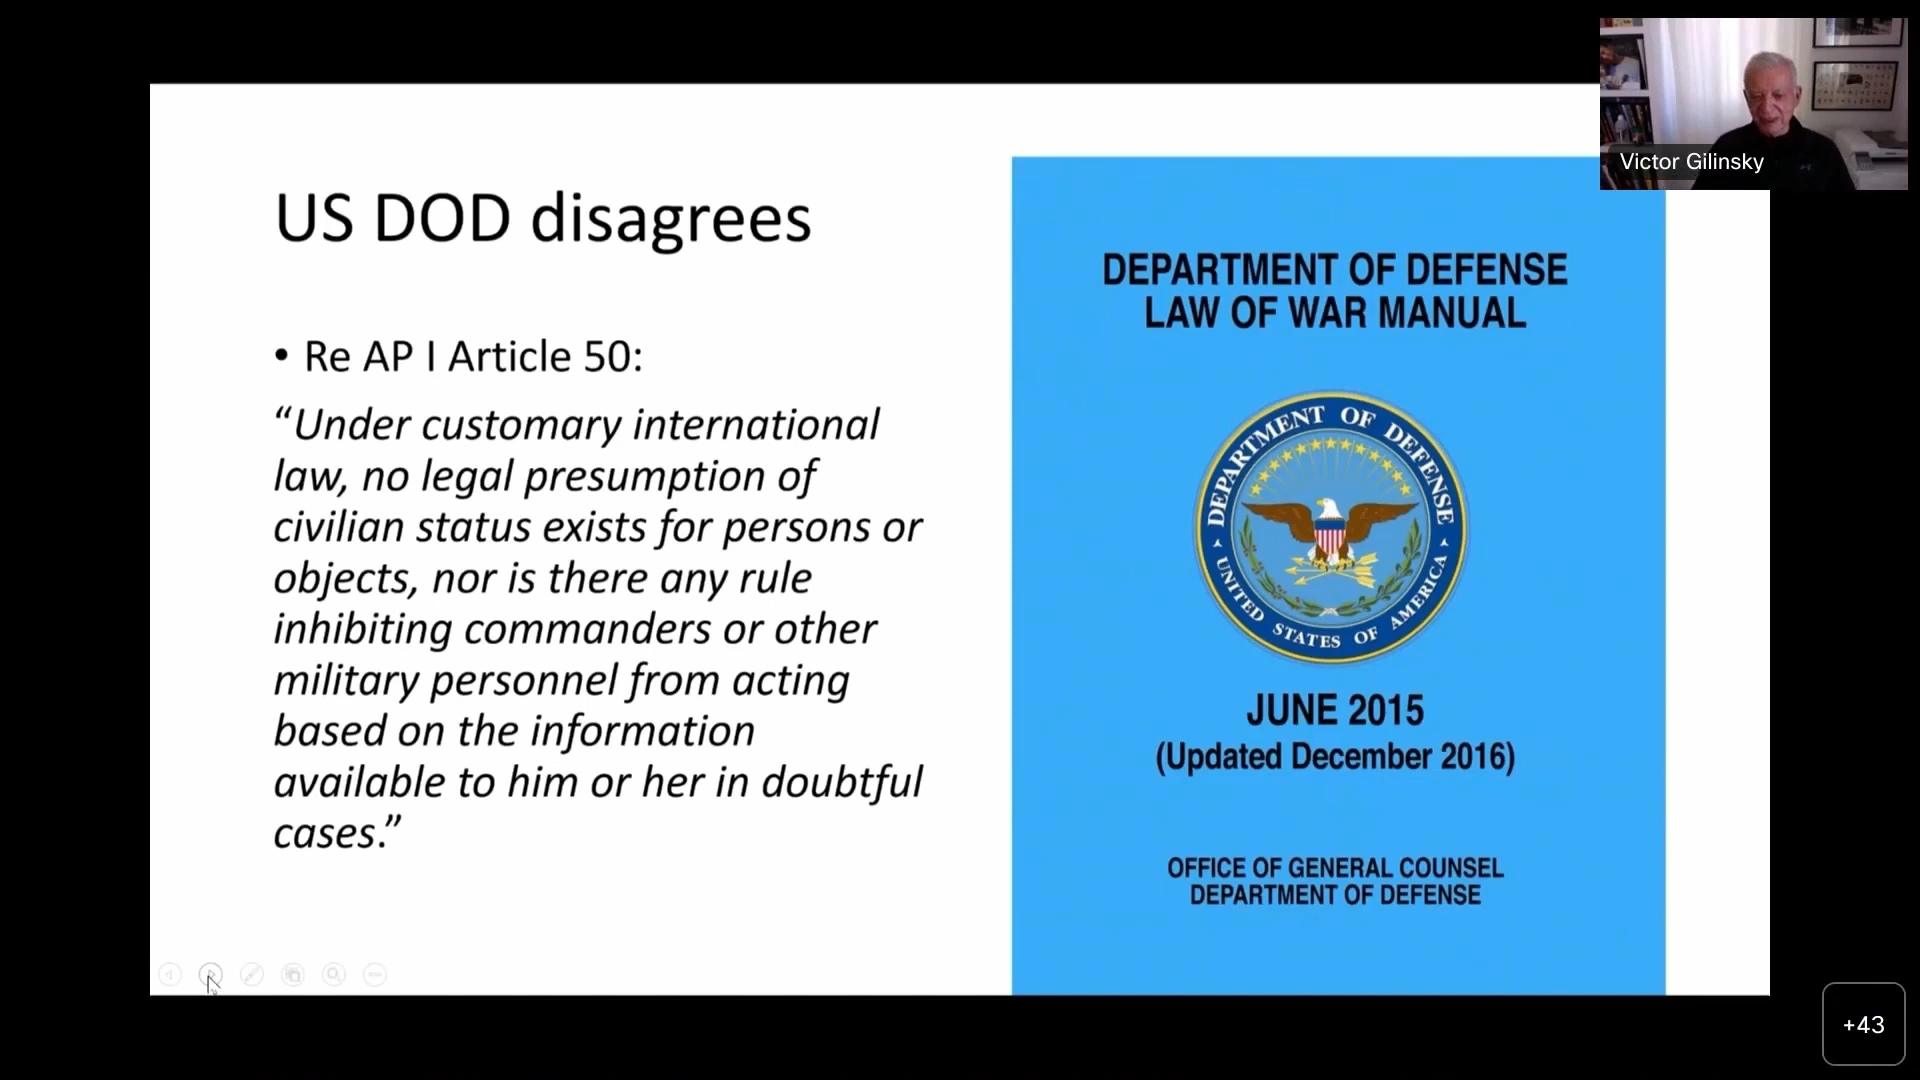 US DOD disagrees
• Re AP I Article 50:
“Under customary international
law, no legal presumption of
civilian status exists for persons or
objects, nor is there any rule
inhibiting commanders or other
military personnel from acting
based on the information
available to him or her in doubtful
cases.”
DEPARTMENT OF DEFENSE
LAW OF WAR MANUAL
DEPARTMENT OF DEFENSE
UNITED STATES OF AMERICA
JUNE 2015
(Updated December 2016)
OFFICE OF GENERAL COUNSEL
DEPARTMENT OF DEFENSE
Victor Gilinsky
+43